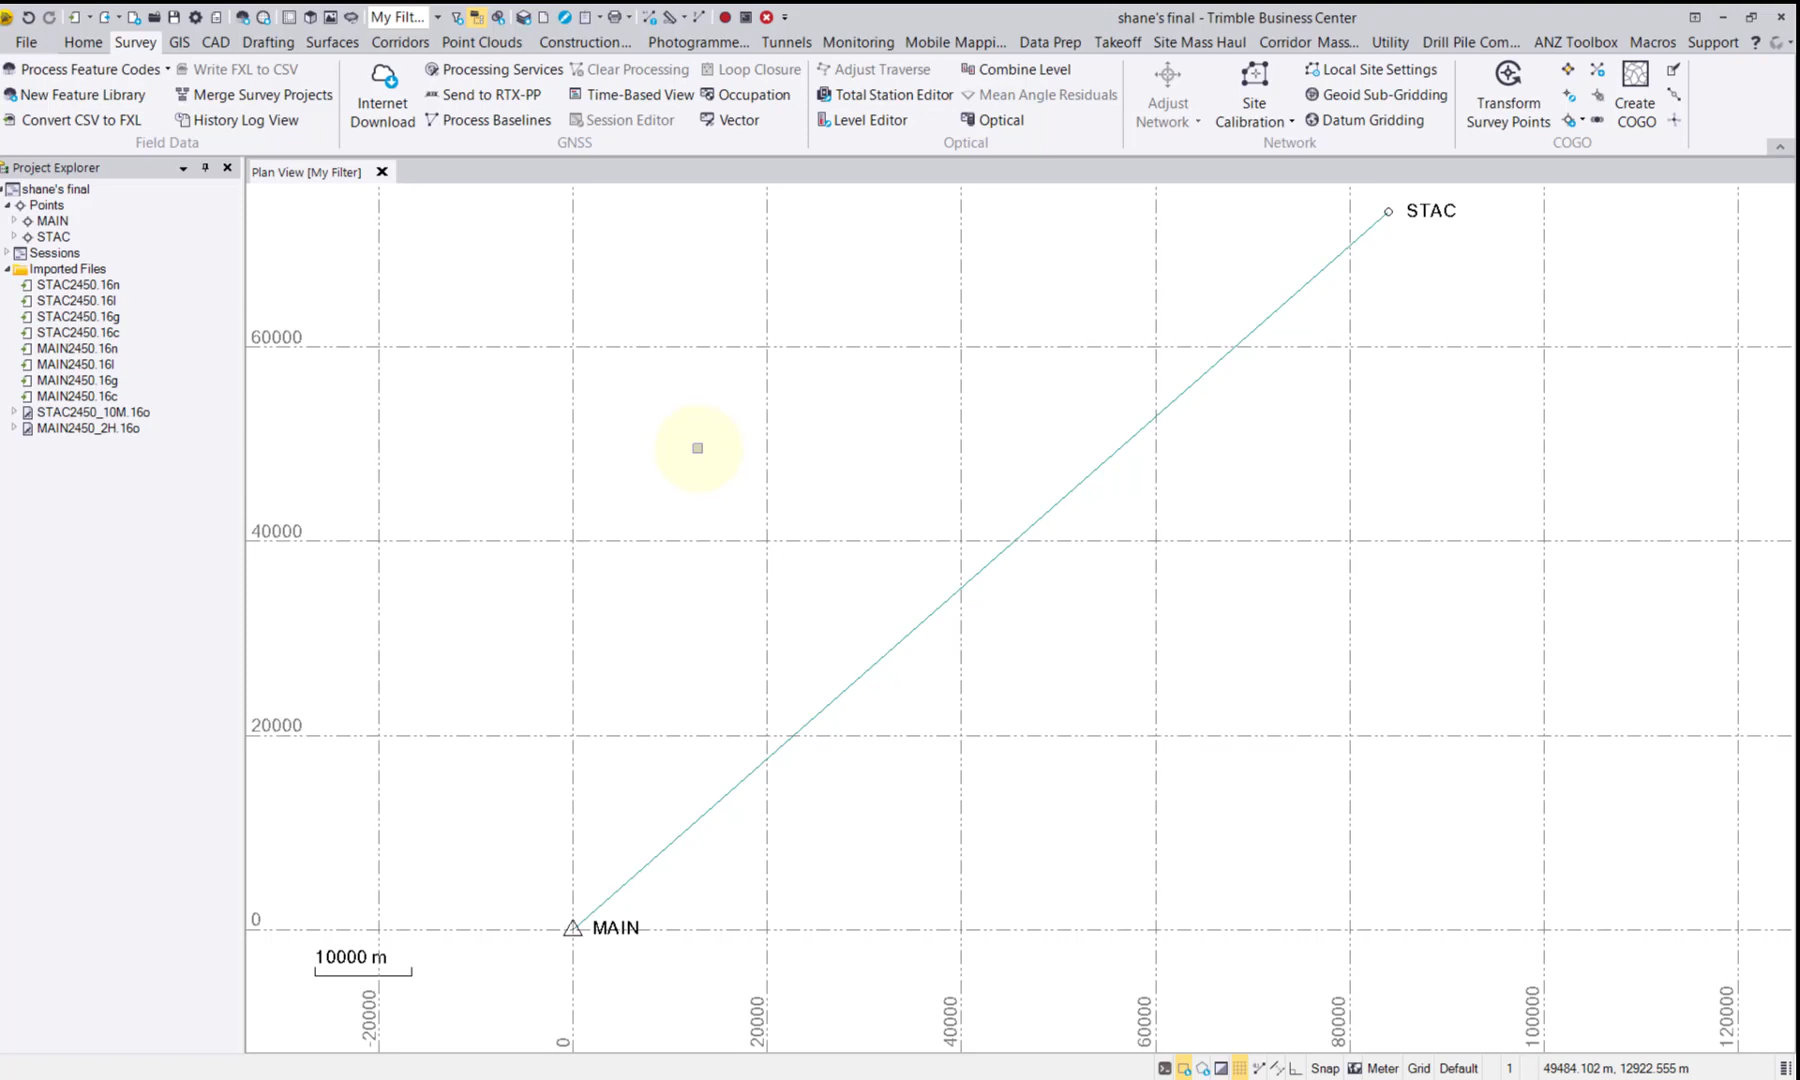 My Filt...
shane's final - Trimble Business Center
File Home Survey GIS CAD Drafting Surfaces Corridors Point Clouds Construction... Photogramme... Tunnels Monitoring Mobile Mappi... Data Prep Takeoff Site Mass Haul Corridor Mass... Utility Drill Pile Com... ANZ Toolbox Macros Support ?
Process Feature Codes Write FXL to CSV Processing Services Clear Processing Loop Closure Adjust Traverse Combine Level Local Site Settings
New Feature Library Merge Survey Projects Internet Send to RTX-PP Time-Based View Occupation Total Station Editor Mean Angle Residuals Adjust Site Geoid Sub-Gridding Transform Create
Convert CSV to FXL History Log View Download Process Baselines Session Editor Vector Level Editor Optical Network Calibration Datum Gridding Survey Points COGO
Field Data GNSS Optical Network COGO
Project Explorer
Plan View [My Filter]
shane's final
Points
MAIN
STAC
Sessions
Imported Files
STAC2450.16n
STAC2450.16l
STAC2450.16g
STAC2450.16c
MAIN2450.16n
MAIN2450.16l
MAIN2450.16g
MAIN2450.16c
STAC2450_10M.16o
MAIN2450_2H.16o
STAC
60000
40000
20000
0
MAIN
10000 m
-20000 0 20000 40000 60000 80000 100000 120000
Snap Meter Grid Default 1 49484.102 m, 12922.555 m